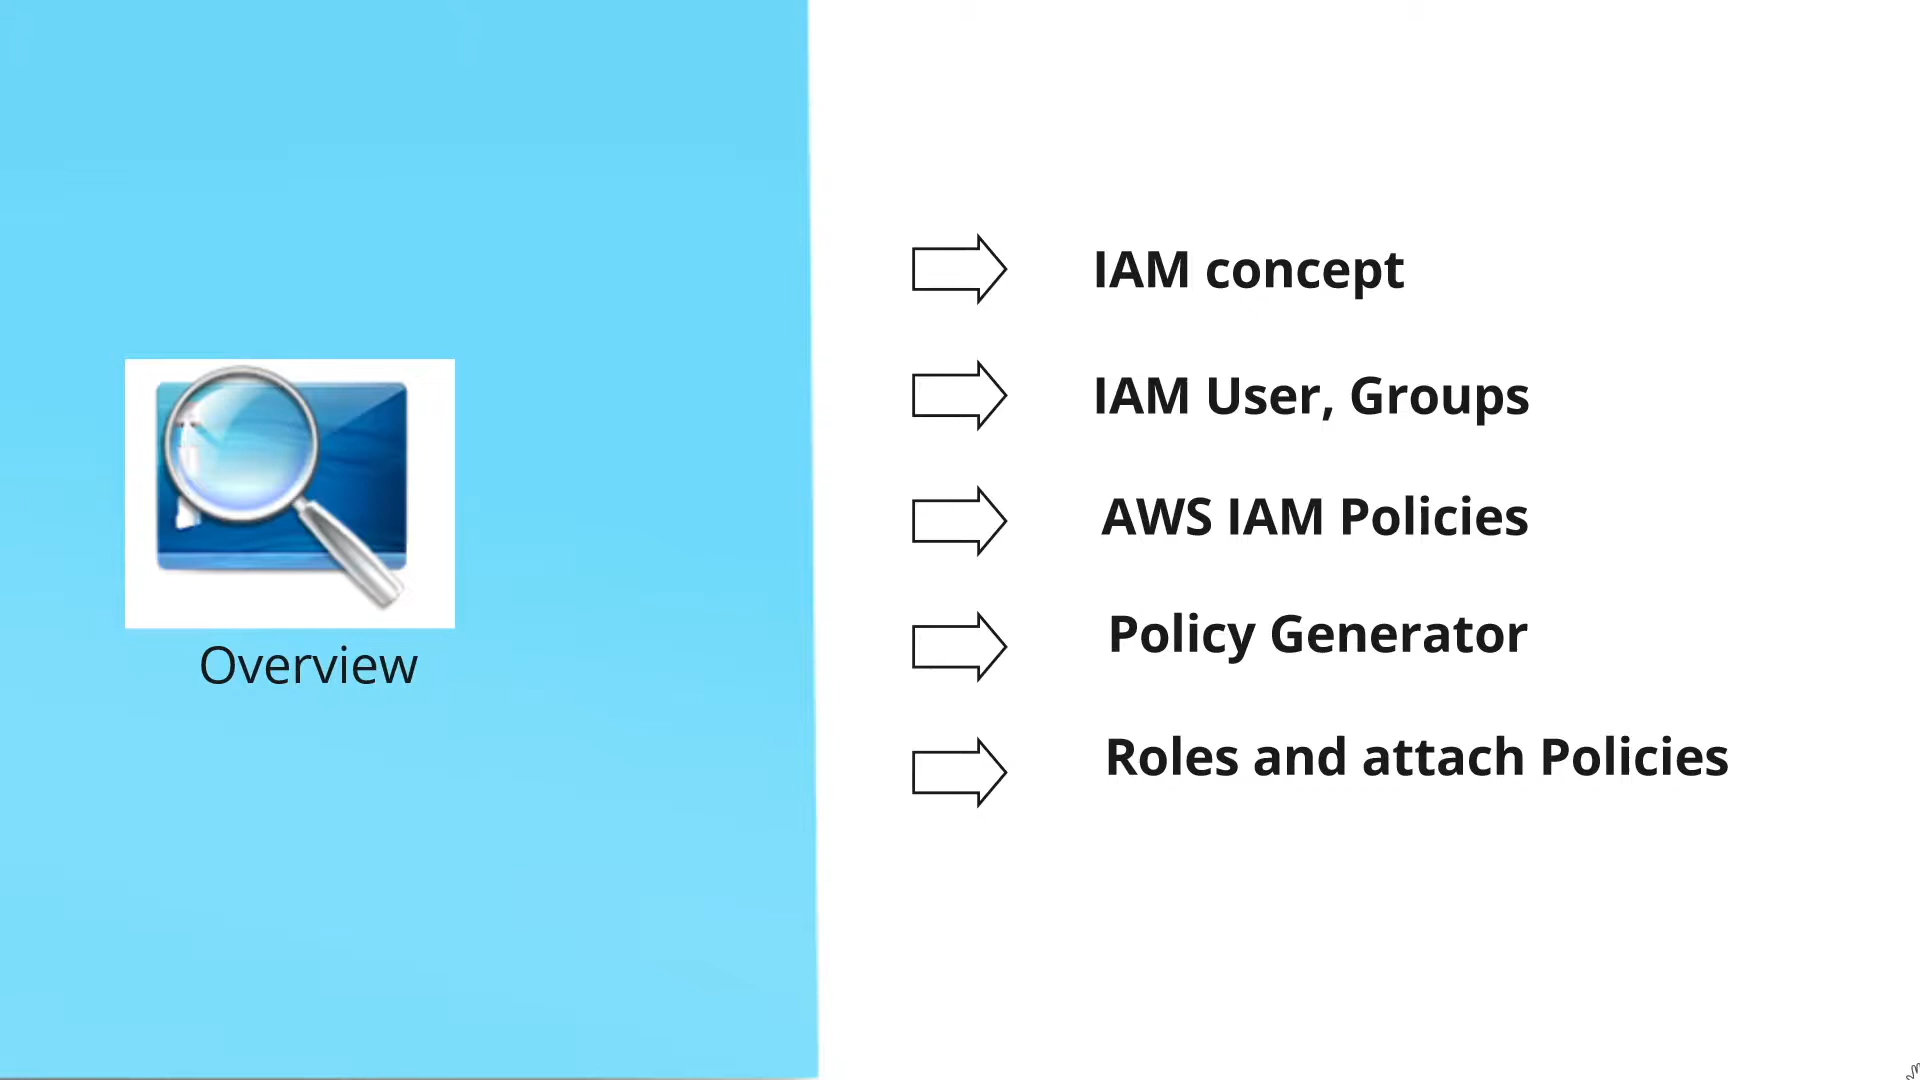 Overview
IAM concept
IAM User, Groups
AWS IAM Policies
Policy Generator
Roles and attach Policies